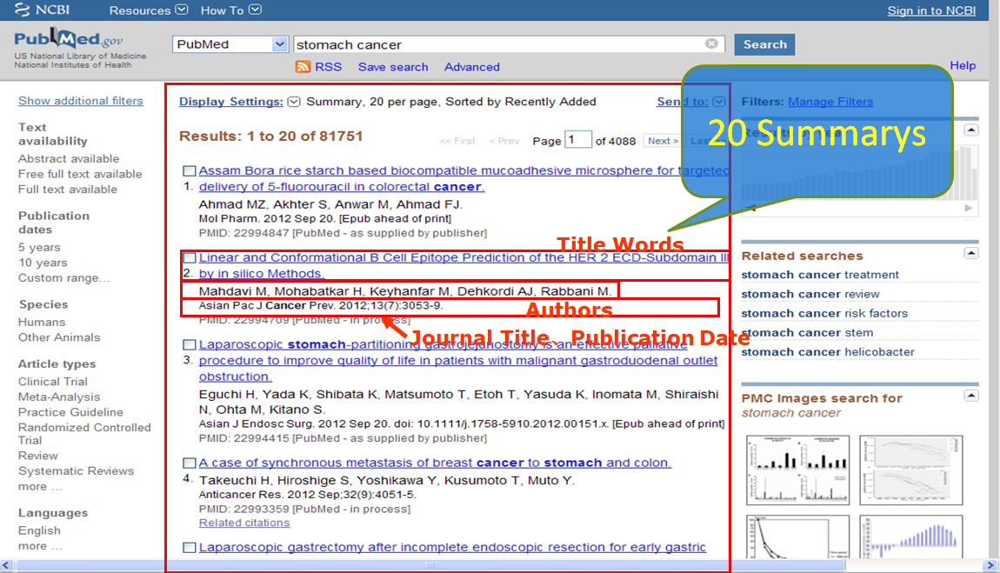 NCBI Resources How To Sign in to NCBI
PubMed.gov
US National Library of Medicine
National Institutes of Health
PubMed stomach cancer Search
RSS Save search Advanced
Help
Show additional filters
Text
availability
Abstract available
Free full text available
Full text available
Publication
dates
5 years
10 years
Custom range...
Species
Humans
Other Animals
Article types
Clinical Trial
Meta-Analysis
Practice Guideline
Randomized Controlled
Trial
Review
Systematic Reviews
more ...
Languages
English
more ...
Display Settings: Summary, 20 per page, Sorted by Recently Added Send to:
Results: 1 to 20 of 81751
<< First < Prev Page 1 of 4088 Next > Last
Assam Bora rice starch based biocompatible mucoadhesive microsphere for targeted
1. delivery of 5-fluorouracil in colorectal cancer.
Ahmad MZ, Akhter S, Anwar M, Ahmad FJ.
Mol Pharm. 2012 Sep 20. [Epub ahead of print]
PMID: 22994847 [PubMed - as supplied by publisher]
Title Words
Linear and Conformational B Cell Epitope Prediction of the HER 2 ECD-Subdomain III
2. by in silico Methods.
Mahdavi M, Mohabatkar H, Keyhanfar M, Dehkordi AJ, Rabbani M.
Asian Pac J Cancer Prev. 2012;13(7):3053-9.
Authors
PMID: 22994709 [PubMed - in process]
Journal Title、Publication Date
Laparoscopic stomach-partitioning gastrojejunostomy is an effective palliative
3. procedure to improve quality of life in patients with malignant gastroduodenal outlet
obstruction.
Eguchi H, Yada K, Shibata K, Matsumoto T, Etoh T, Yasuda K, Inomata M, Shiraishi
N, Ohta M, Kitano S.
Asian J Endosc Surg. 2012 Sep 20. doi: 10.1111/j.1758-5910.2012.00151.x. [Epub ahead of print]
PMID: 22994415 [PubMed - as supplied by publisher]
A case of synchronous metastasis of breast cancer to stomach and colon.
4. Takeuchi H, Hiroshige S, Yoshikawa Y, Kusumoto T, Muto Y.
Anticancer Res. 2012 Sep;32(9):4051-5.
PMID: 22993359 [PubMed - in process]
Related citations
Laparoscopic gastrectomy after incomplete endoscopic resection for early gastric
Filters: Manage Filters
20 Summarys
Results by year
Related searches
stomach cancer treatment
stomach cancer review
stomach cancer risk factors
stomach cancer stem
stomach cancer helicobacter
PMC Images search for
stomach cancer